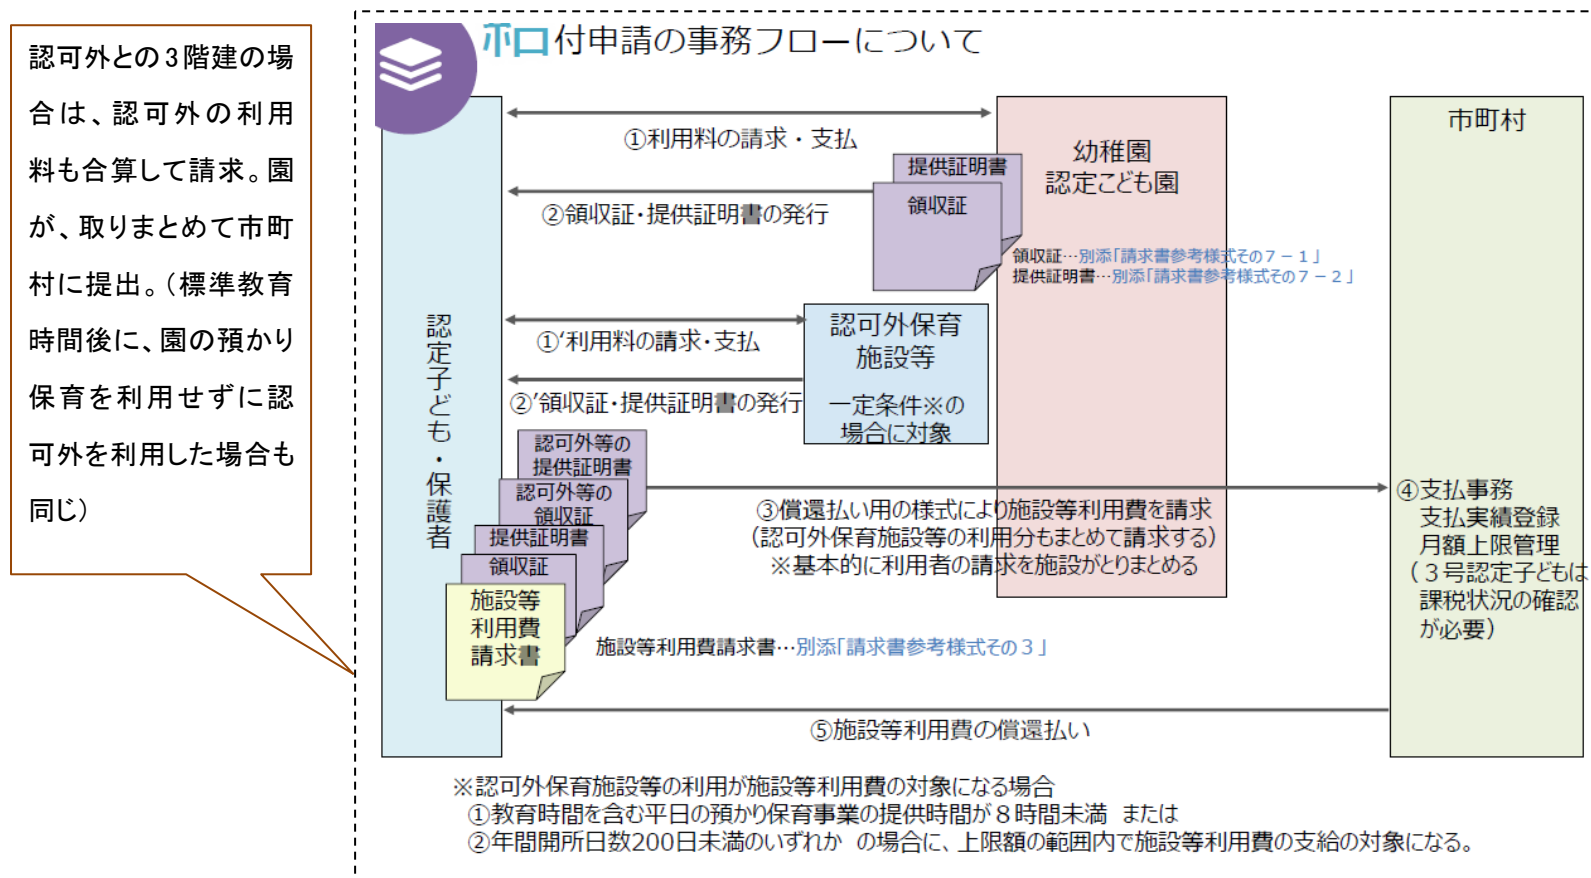 認可外との3階建の場
合は、認可外の利用
料も合算して請求。園
が、取りまとめて市町
村に提出。（標準教育
時間後に、園の預かり
保育を利用せずに認
可外を利用した場合も
同じ）
付申請の事務フローについて
①利用料の請求・支払
提供証明書
領収証
②領収証・提供証明書の発行
幼稚園
認定こども園
市町村
領収証…別添「請求書参考様式その7－1」
提供証明書…別添「請求書参考様式その7－2」
認定子ども・保護者
①’利用料の請求・支払
認可外保育
施設等
②’領収証・提供証明書の発行
一定条件※の
場合に対象
認可外等の
提供証明書
認可外等の
領収証
提供証明書
領収証
施設等
利用費
請求書
③償還払い用の様式により施設等利用費を請求
（認可外保育施設等の利用分もまとめて請求する）
※基本的に利用者の請求を施設がとりまとめる
④支払事務
支払実績登録
月額上限管理
（３号認定子どもは
課税状況の確認
が必要）
施設等利用費請求書…別添「請求書参考様式その３」
⑤施設等利用費の償還払い
※認可外保育施設等の利用が施設等利用費の対象になる場合
①教育時間を含む平日の預かり保育事業の提供時間が８時間未満 または
②年間開所日数200日未満のいずれか の場合に、上限額の範囲内で施設等利用費の支給の対象になる。